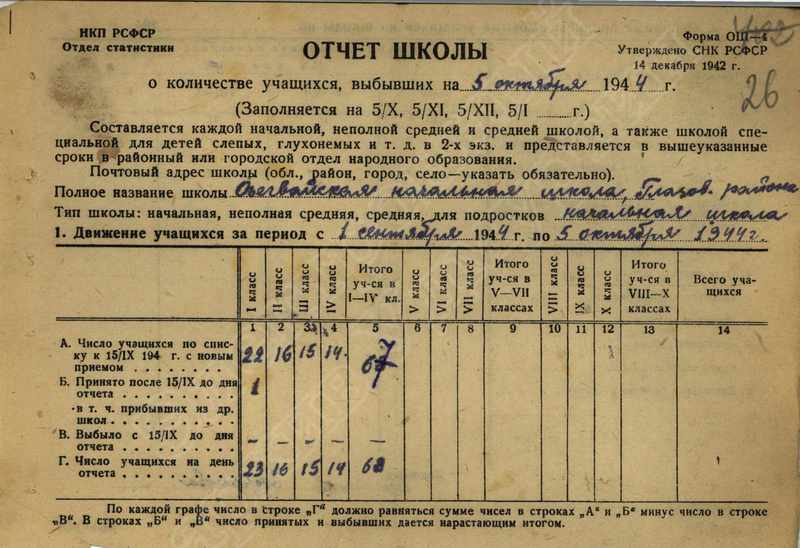 НКП РСФСР
Отдел статистики
Форма ОШ—4
Утверждено СНК РСФСР
14 декабря 1942 г.
26
ОТЧЕТ ШКОЛЫ
о количестве учащихся, выбывших на 5 октября 1944 г.
(Заполняется на 5/X, 5/XI, 5/XII, 5/I ........г.)
Составляется каждой начальной, неполной средней и средней школой, а также школой спе-
циальной для детей слепых, глухонемых и т. д. в 2-х экз. и представляется в вышеуказанные
сроки в районный или городской отдел народного образования.
Почтовый адрес школы (обл., район, город, село—указать обязательно).
Полное название школы начальная школа, Глазов. района
Тип школы: начальная, неполная средняя, средняя, для подростков начальная школа
1. Движение учащихся за период с 1 сентября 1944 г. по 5 октября 1944 г.
I класс II класс III класс IV класс Итого уч-ся в I—IV кл. V класс VI класс VII класс Итого уч-ся в V—VII классах VIII класс IX класс X класс Итого уч-ся в VIII—X классах Всего уча-щихся
1 2 3 4 5 6 7 8 9 10 11 12 13 14
А. Число учащихся по спис-
ку к 15/IX 194 г. с новым
приемом . . . . . . . . 22 16 15 14 67
Б. Принято после 15/IX до дня
отчета . . . . . . . . . . 1
в т. ч. прибывших из др.
школ . . . . . . . . . .
В. Выбыло с 15/IX до дня
отчета . . . . . . . . . . – – – – –
Г. Число учащихся на день
отчета . . . . . . . . . . 23 16 15 14 68
По каждой графе число в строке „Г" должно равняться сумме чисел в строках „А" и „Б" минус число в строке
„В". В строках „Б" и „В" число принятых и выбывших дается нарастающим итогом.